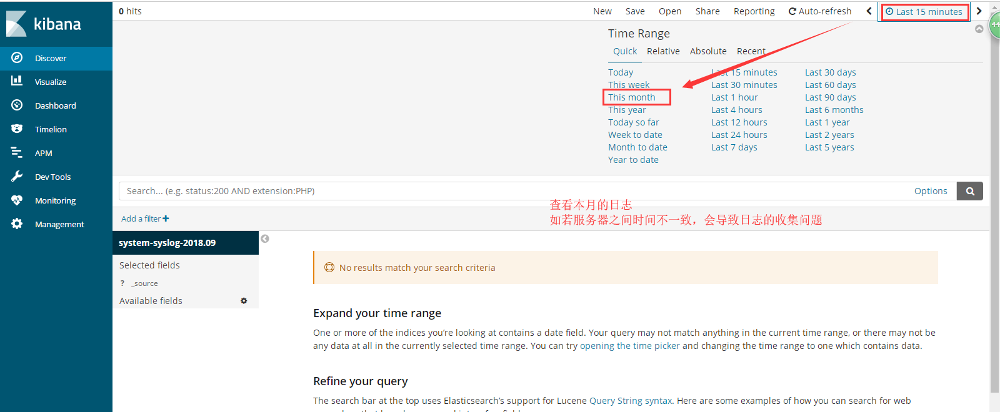 0 hits
New Save Open Share Reporting Auto-refresh Last 15 minutes
kibana
44
Time Range
Quick Relative Absolute Recent
Discover
Visualize
Dashboard
Timelion
APM
Dev Tools
Monitoring
Management
Today Last 15 minutes Last 30 days
This week Last 30 minutes Last 60 days
This month Last 1 hour Last 90 days
This year Last 4 hours Last 6 months
Today so far Last 12 hours Last 1 year
Week to date Last 24 hours Last 2 years
Month to date Last 7 days Last 5 years
Year to date
Search... (e.g. status:200 AND extension:PHP) Options
查看本月的日志
如若服务器之间时间不一致，会导致日志的收集问题
Add a filter +
system-syslog-2018.09
Selected fields
? _source
Available fields
No results match your search criteria
Expand your time range
One or more of the indices you’re looking at contains a date field. Your query may not match anything in the current time range, or there may not be
any data at all in the currently selected time range. You can try opening the time picker and changing the time range to one which contains data.
Refine your query
The search bar at the top uses Elasticsearch’s support for Lucene Query String syntax. Here are some examples of how you can search for web